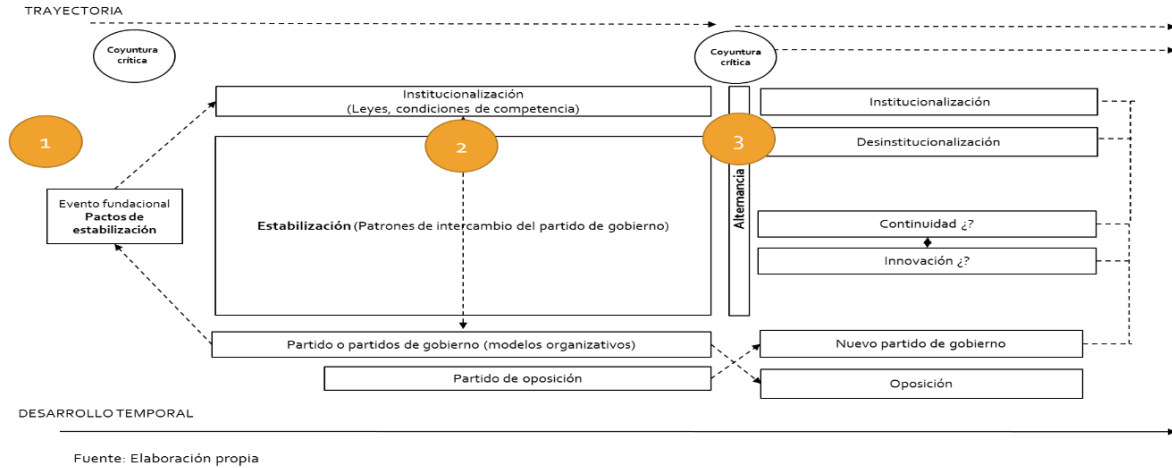 TRAYECTORIA
Coyuntura
crítica
Coyuntura
crítica
Institucionalización
(Leyes, condiciones de competencia)
Institucionalización
1
2
3
Desinstitucionalización
Evento fundacional
Pactos de
estabilización
Estabilización (Patrones de intercambio del partido de gobierno)
Alternancia
Continuidad ¿?
Innovación ¿?
Partido o partidos de gobierno (modelos organizativos)
Nuevo partido de gobierno
Partido de oposición
Oposición
DESARROLLO TEMPORAL
Fuente: Elaboración propia